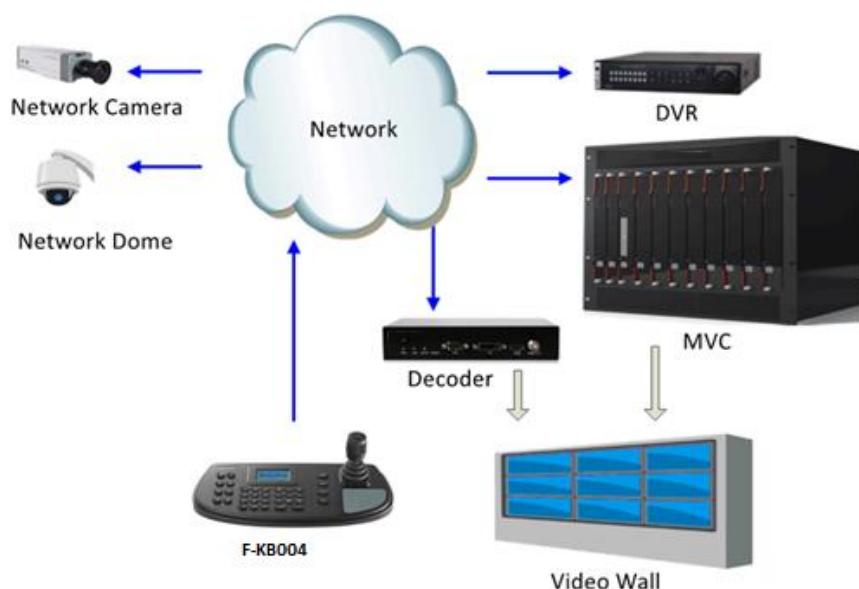 Network Camera
Network
DVR
Network Dome
MVC
Decoder
F-KB004
Video Wall